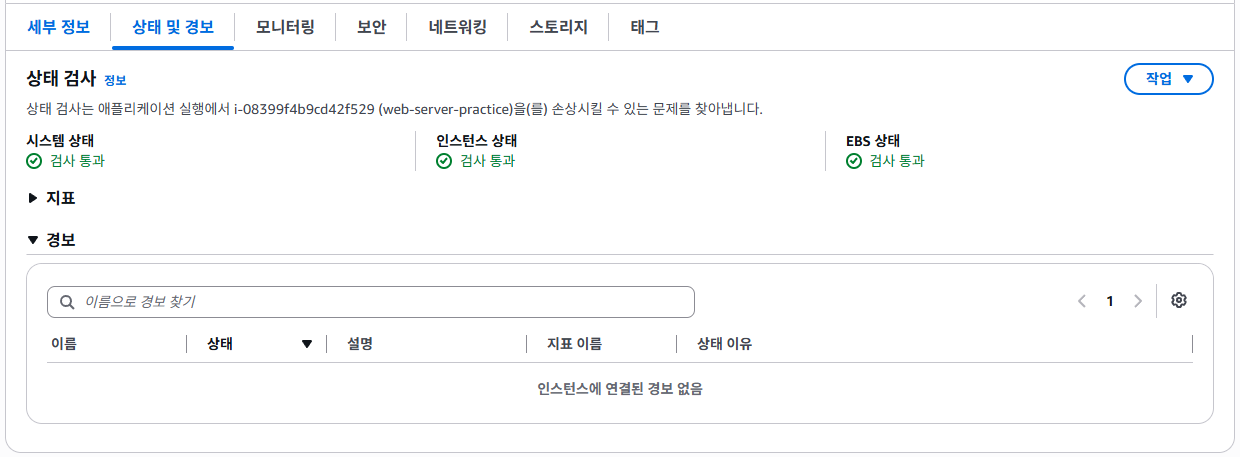 세부 정보 상태 및 경보 모니터링 보안 네트워킹 스토리지 태그
상태 검사 정보 작업
상태 검사는 애플리케이션 실행에서 i-08399f4b9cd42f529 (web-server-practice)을(를) 손상시킬 수 있는 문제를 찾아냅니다.
시스템 상태 인스턴스 상태 EBS 상태
검사 통과 검사 통과 검사 통과
지표
경보
이름으로 경보 찾기 1
이름 상태 설명 지표 이름 상태 이유
인스턴스에 연결된 경보 없음